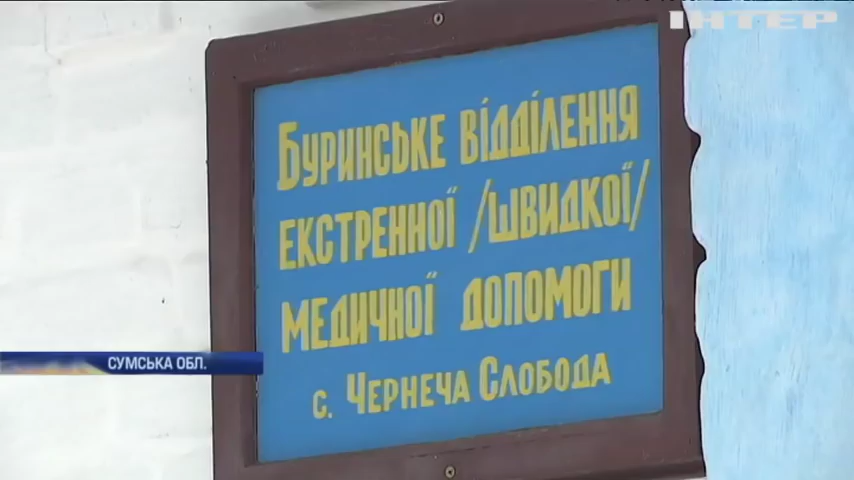 ІНТЕР
Буринське відділення
екстренної /швидкої/
медичної допомоги
с. Чернеча Слобода
СУМСЬКА ОБЛ.